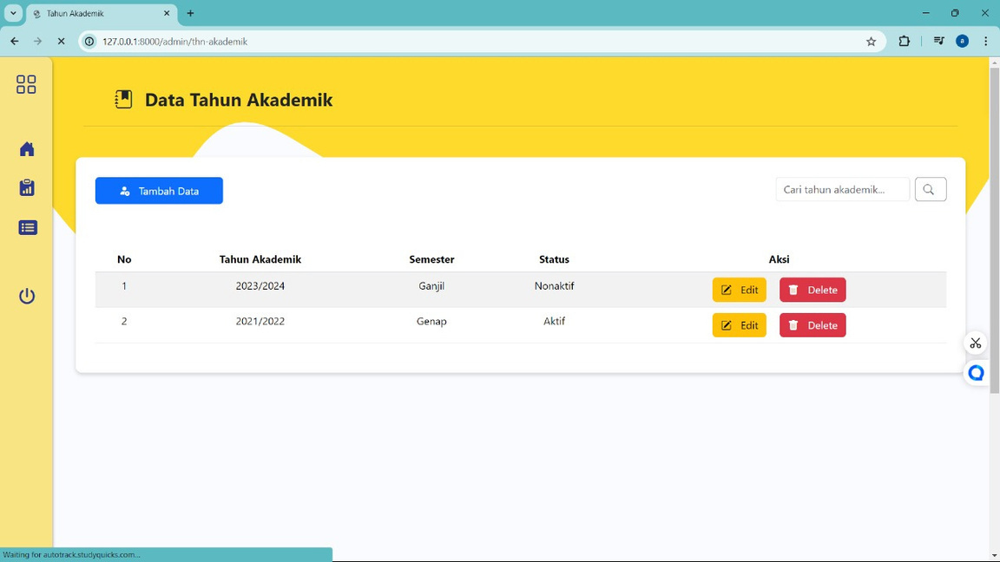 Tahun Akademik
127.0.0.1:8000/admin/thn-akademik
a
Data Tahun Akademik
Tambah Data
Cari tahun akademik...
No Tahun Akademik Semester Status Aksi
1 2023/2024 Ganjil Nonaktif Edit Delete
2 2021/2022 Genap Aktif Edit Delete
Waiting for autotrack.studyquicks.com...